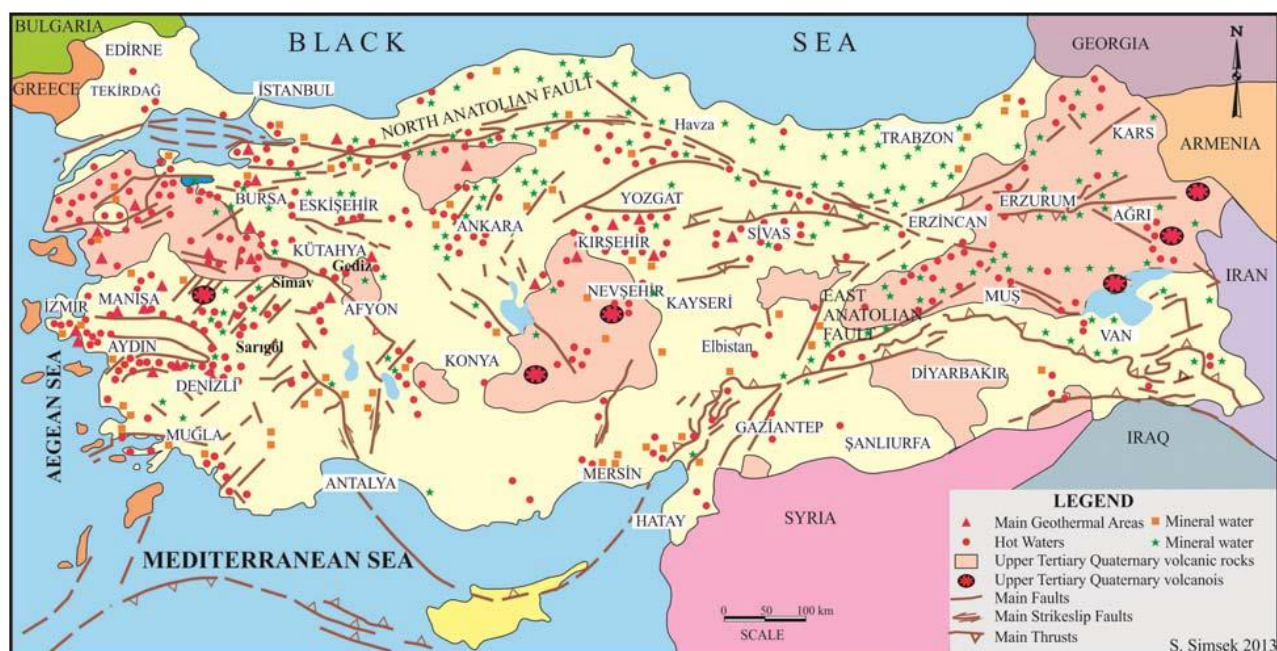 BULGARIA
BLACK SEA
N
GEORGIA
EDİRNE
GREECE
TEKİRDAĞ
İSTANBUL
NORTH ANATOLIAN FAULT
Havza
TRABZON
KARS
ARMENIA
BURSA
ESKİŞEHİR
ANKARA
YOZGAT
SİVAS
ERZİNCAN
ERZURUM
AĞRI
KÜTAHYA
KIRŞEHİR
Gediz
Simav
IRAN
İZMİR
MANIŞA
AFYON
NEVŞEHİR
KAYSERİ
EAST
ANATOLIAN
FAULT
MUŞ
VAN
AYDIN
Sarıgöl
KONYA
Elbistan
DENIZLİ
DİYARBAKIR
AEGEAN SEA
MUĞLA
GAZİANTEP
ŞANLIURFA
IRAQ
ANTALYA
MERSİN
HATAY
SYRIA
MEDITERRANEAN SEA
LEGEND
Main Geothermal Areas
Mineral water
Hot Waters
Mineral water
Upper Tertiary Quaternary volcanic rocks
Upper Tertiary Quaternary volcanois
Main Faults
Main Strikeslip Faults
Main Thrusts
0 50 100 km
SCALE
S. Simsek 2013